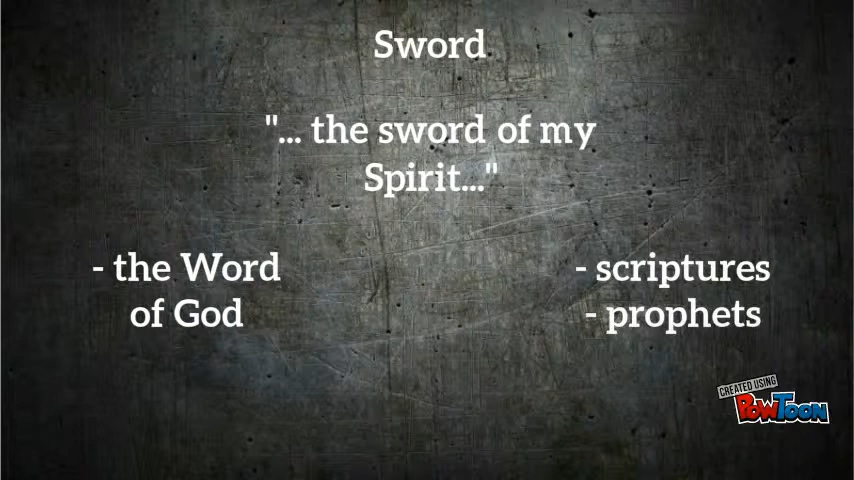 Sword
"... the sword of my
Spirit..."
- the Word
of God
- scriptures
- prophets
CREATED USING
POWTOON